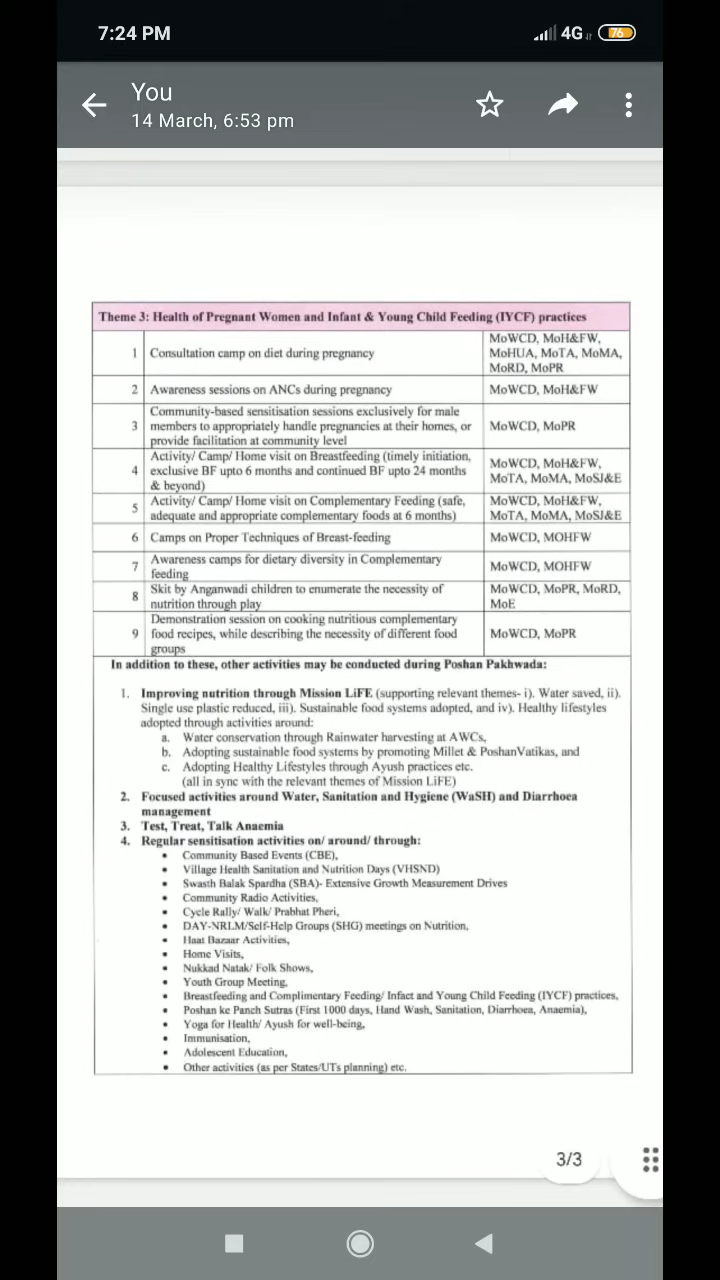 7:24 PM
4G
76
You
14 March, 6:53 pm
Theme 3: Health of Pregnant Women and Infant & Young Child Feeding (IYCF) practices
1 Consultation camp on diet during pregnancy
MoWCD, MoH&FW,
MoHUA, MoTA, MoMA,
MoRD, MoPR
2 Awareness sessions on ANCs during pregnancy
MoWCD, MoH&FW
3 Community-based sensitisation sessions exclusively for male
members to appropriately handle pregnancies at their homes, or
provide facilitation at community level
MoWCD, MoPR
4 Activity/ Camp/ Home visit on Breastfeeding (timely initiation,
exclusive BF upto 6 months and continued BF upto 24 months
& beyond)
MoWCD, MoH&FW,
MoTA, MoMA, MoSJ&E
5 Activity/ Camp/ Home visit on Complementary Feeding (safe,
adequate and appropriate complementary foods at 6 months)
MoWCD, MoH&FW,
MoTA, MoMA, MoSJ&E
6 Camps on Proper Techniques of Breast-feeding
MoWCD, MOHFW
7 Awareness camps for dietary diversity in Complementary
feeding
MoWCD, MOHFW
8 Skit by Anganwadi children to enumerate the necessity of
nutrition through play
MoWCD, MoPR, MoRD,
MoE
9 Demonstration session on cooking nutritious complementary
food recipes, while describing the necessity of different food
groups
MoWCD, MoPR
In addition to these, other activities may be conducted during Poshan Pakhwada:
1. Improving nutrition through Mission LiFE (supporting relevant themes- i). Water saved, ii).
Single use plastic reduced, iii). Sustainable food systems adopted, and iv). Healthy lifestyles
adopted through activities around:
a. Water conservation through Rainwater harvesting at AWCs,
b. Adopting sustainable food systems by promoting Millet & PoshanVatikas, and
c. Adopting Healthy Lifestyles through Ayush practices etc.
(all in sync with the relevant themes of Mission LiFE)
2. Focused activities around Water, Sanitation and Hygiene (WaSH) and Diarrhoea
management
3. Test, Treat, Talk Anaemia
4. Regular sensitisation activities on/ around/ through:
• Community Based Events (CBE),
• Village Health Sanitation and Nutrition Days (VHSND)
• Swasth Balak Spardha (SBA)- Extensive Growth Measurement Drives
• Community Radio Activities,
• Cycle Rally/ Walk/ Prabhat Pheri,
• DAY-NRLM/Self-Help Groups (SHG) meetings on Nutrition,
• Haat Bazaar Activities,
• Home Visits,
• Nukkad Natak/ Folk Shows,
• Youth Group Meeting,
• Breastfeeding and Complimentary Feeding/ Infact and Young Child Feeding (IYCF) practices,
• Poshan ke Panch Sutras (First 1000 days, Hand Wash, Sanitation, Diarrhoea, Anaemia),
• Yoga for Health/ Ayush for well-being,
• Immunisation,
• Adolescent Education,
• Other activities (as per States/UTs planning) etc.
3/3